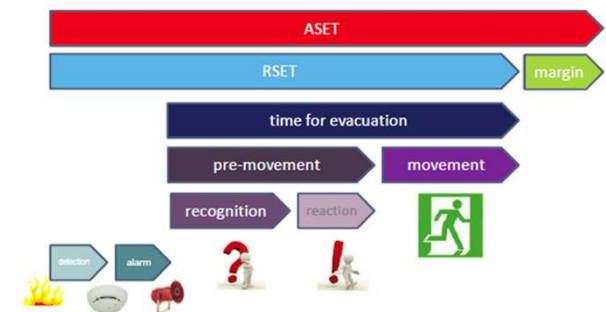 ASET
RSET
margin
time for evacuation
pre-movement
movement
recognition
reaction
detection
alarm